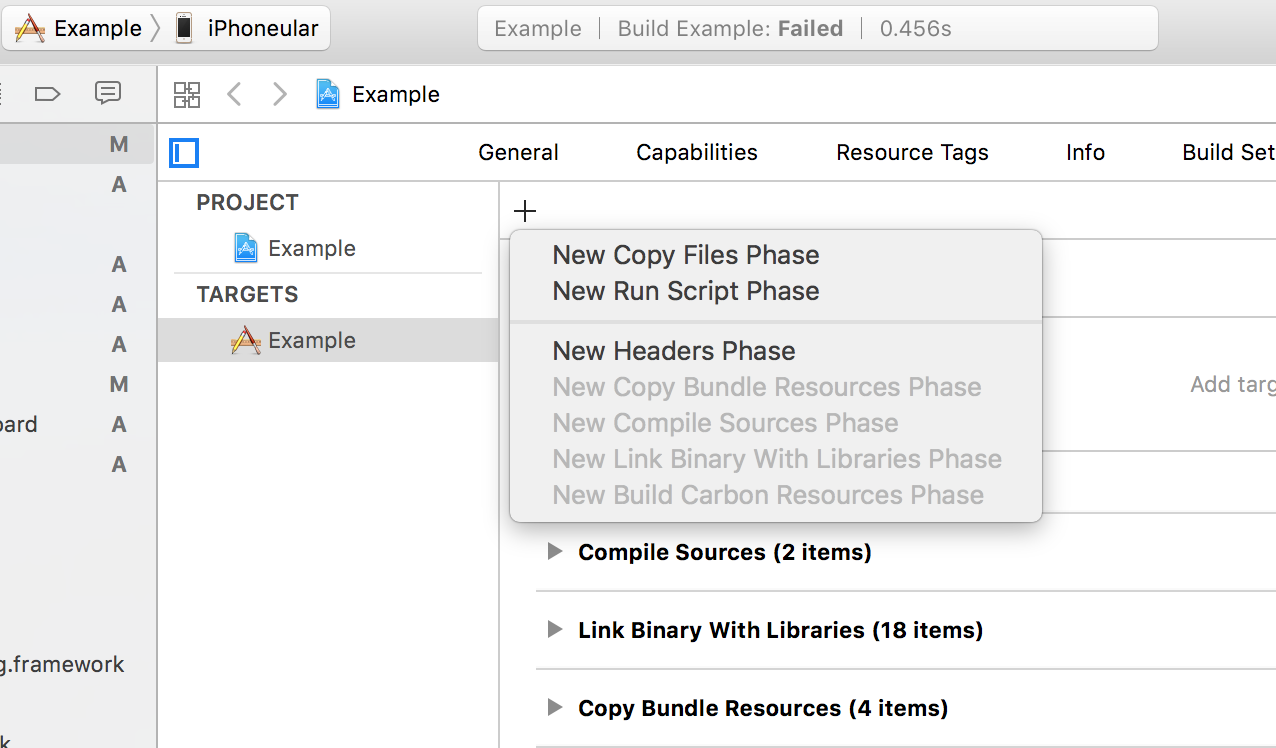 Example
iPhoneular
Example
Build Example: Failed
0.456s
Example
M
A
A
A
A
M
oard A
A
g.framework
k
General
Capabilities
Resource Tags
Info
Build Set
PROJECT
Example
TARGETS
Example
+
New Copy Files Phase
New Run Script Phase
New Headers Phase
New Copy Bundle Resources Phase
New Compile Sources Phase
New Link Binary With Libraries Phase
New Build Carbon Resources Phase
Add targ
Compile Sources (2 items)
Link Binary With Libraries (18 items)
Copy Bundle Resources (4 items)